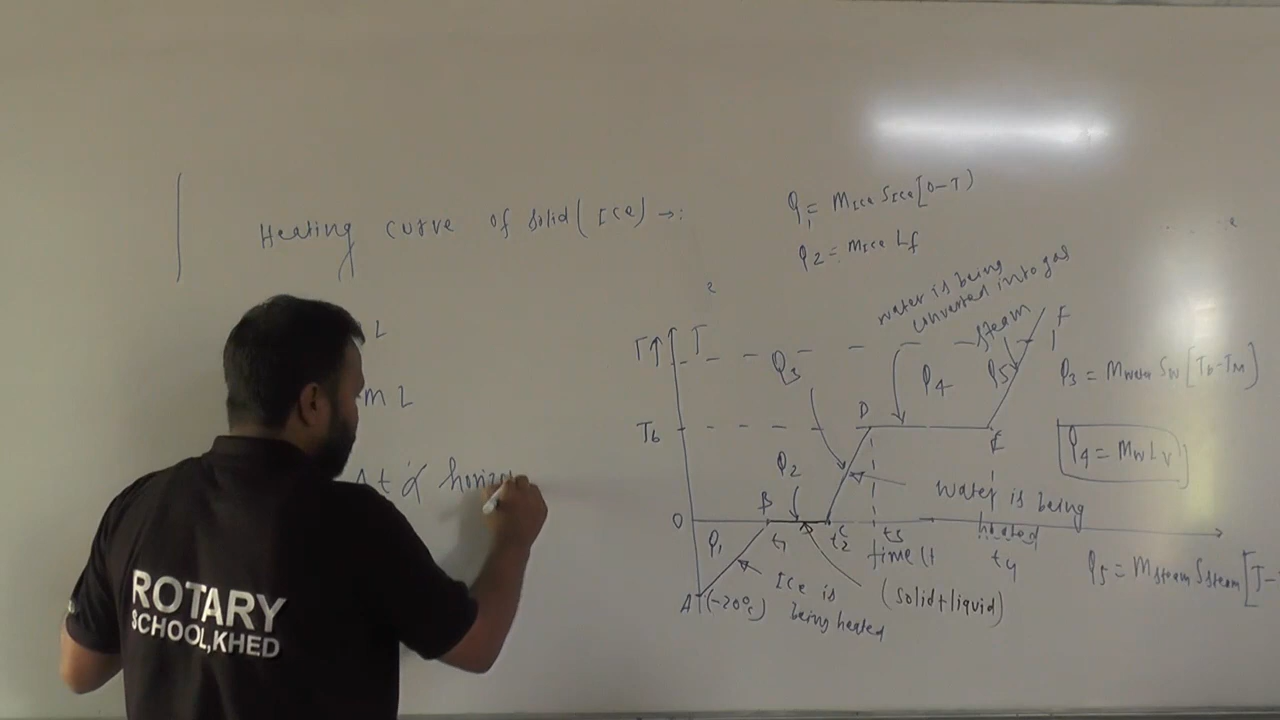 Heating curve of solid (Ice) →:
Q1 = MIce SIce [0-T)
Q2 = MIce Lf
L
m L
Δt α horizo
water is being
converted into gas
steam
T↑
T
Q3
Q4
Q5
F
Q3 = Mwater Sw [Tb-TM]
Tb
D
E
Q4 = Mw Lv
Q2
B
water is being
heated
0
t1
t2
C
t3
t4
Q1
time (t
Ice is
being heated
(solid+liquid)
A
(-20°c)
Q5 = Msteam Ssteam [T-
ROTARY
SCHOOL,KHED